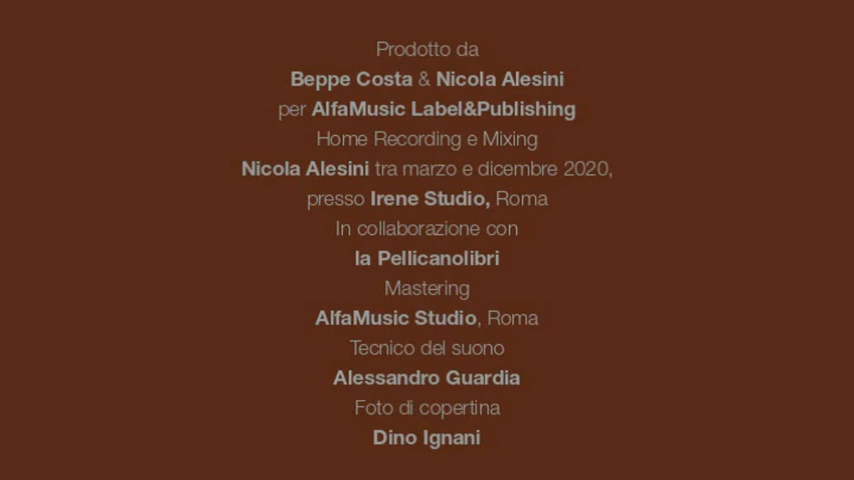 Prodotto da
Beppe Costa & Nicola Alesini
per AlfaMusic Label&Publishing
Home Recording e Mixing
Nicola Alesini tra marzo e dicembre 2020,
presso Irene Studio, Roma
In collaborazione con
la Pellicanolibri
Mastering
AlfaMusic Studio, Roma
Tecnico del suono
Alessandro Guardia
Foto di copertina
Dino Ignani